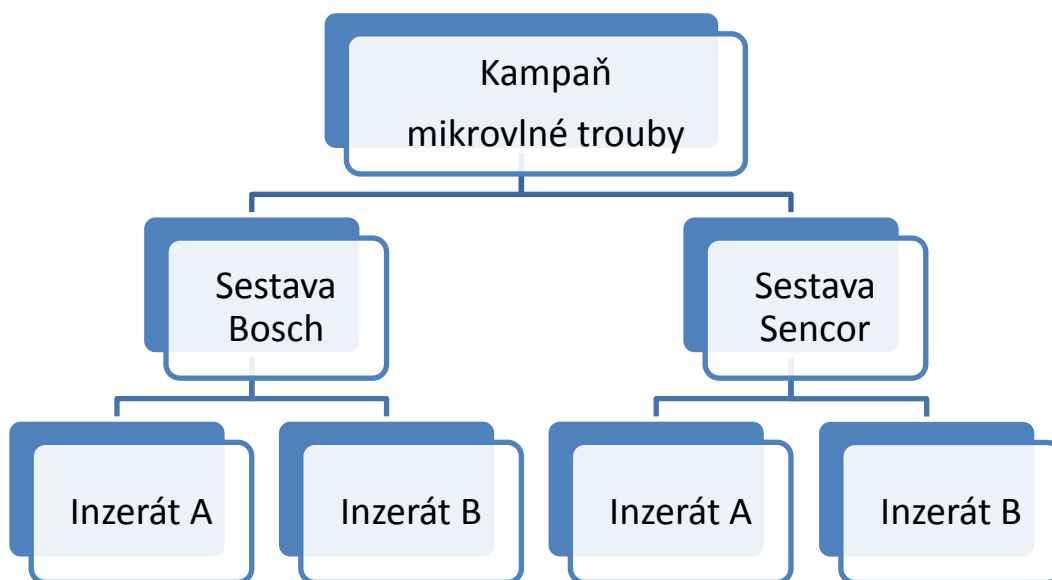 Kampaň
mikrovlné trouby
Sestava
Bosch
Sestava
Sencor
Inzerát A
Inzerát B
Inzerát A
Inzerát B